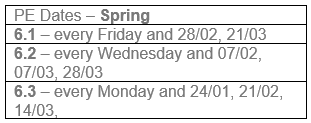 PE Dates – Spring
6.1 – every Friday and 28/02, 21/03
6.2 – every Wednesday and 07/02,
07/03, 28/03
6.3 – every Monday and 24/01, 21/02,
14/03,